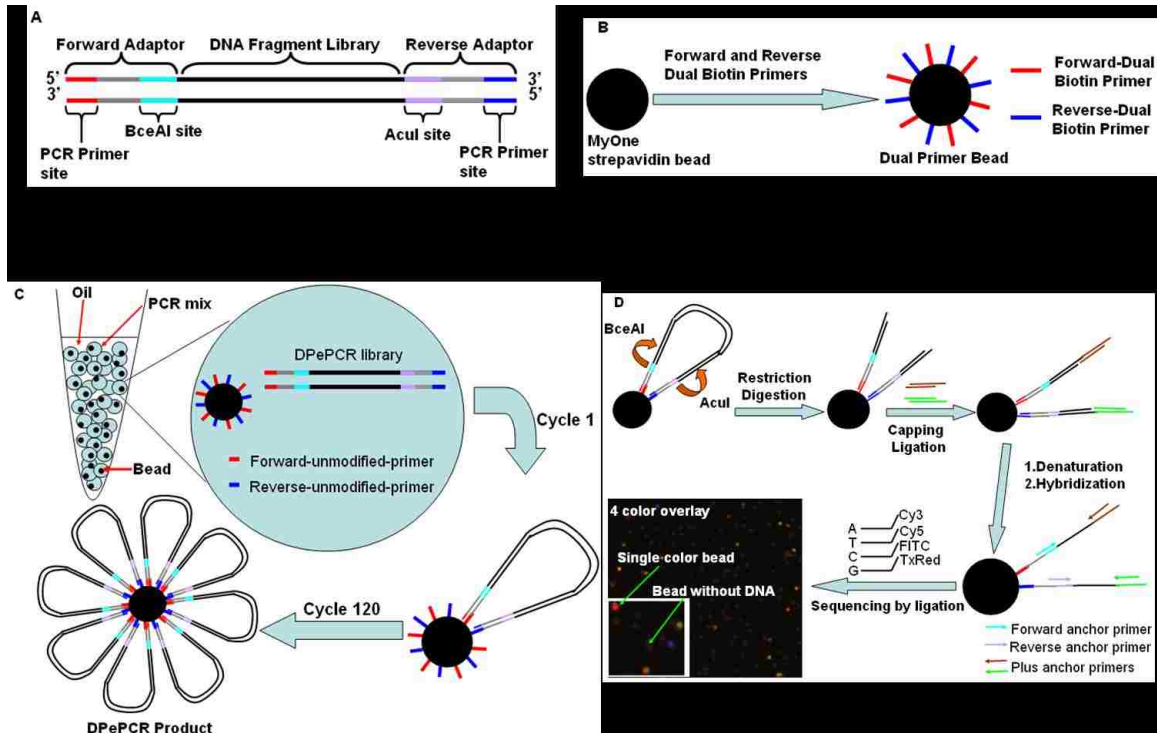 A
Forward Adaptor
DNA Fragment Library
Reverse Adaptor
5’
3’
3’
5’
BceAI site
AcuI site
PCR Primer
site
PCR Primer
site
B
Forward and Reverse
Dual Biotin Primers
MyOne
strepavidin bead
Dual Primer Bead
Forward-Dual
Biotin Primer
Reverse-Dual
Biotin Primer
C
Oil
PCR mix
DPePCR library
Bead
Forward-unmodified-primer
Reverse-unmodified-primer
Cycle 1
Cycle 120
DPePCR Product
D
BceAI
AcuI
Restriction
Digestion
Capping
Ligation
1.Denaturation
2.Hybridization
4 color overlay
Single-color bead
Bead without DNA
A
T
C
G
Cy3
Cy5
FITC
TxRed
Sequencing by ligation
Forward anchor primer
Reverse anchor primer
Plus anchor primers